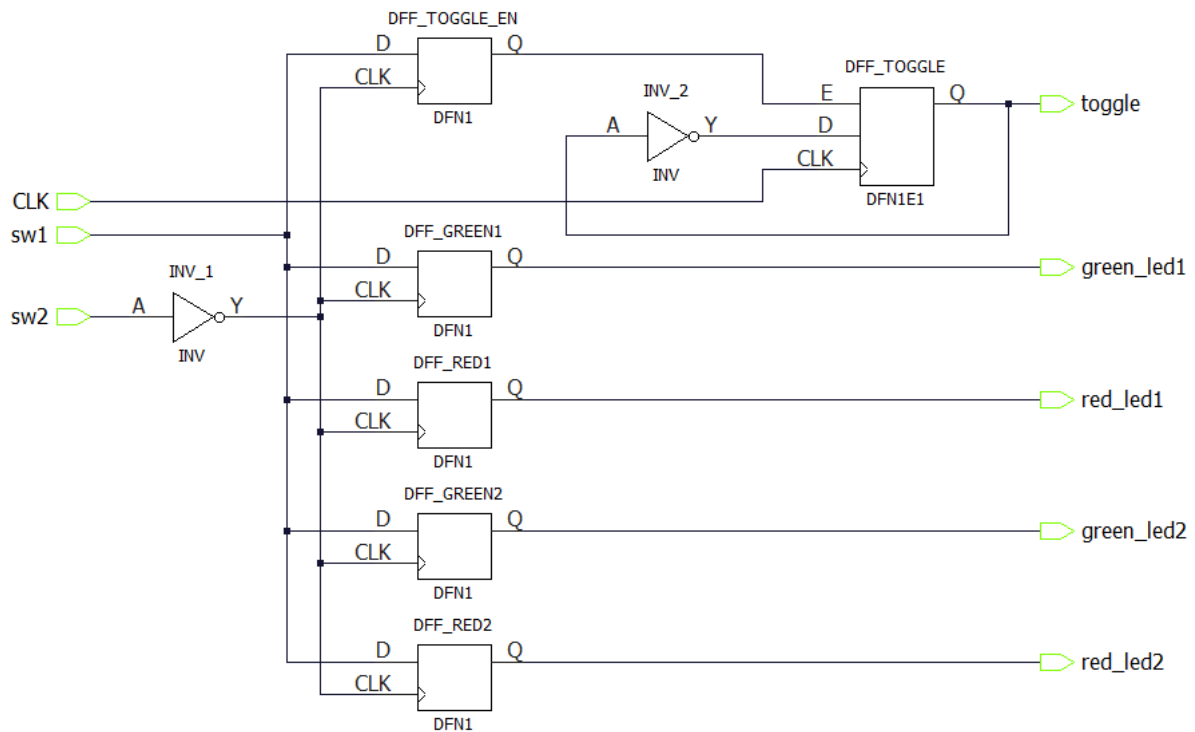 DFF_TOGGLE_EN
D Q
CLK
DFN1
DFF_TOGGLE
INV_2
E Q toggle
A Y D
CLK
INV
DFN1E1
CLK
sw1
DFF_GREEN1
D Q green_led1
INV_1
CLK
sw2 A Y
DFN1
INV
DFF_RED1
D Q red_led1
CLK
DFN1
DFF_GREEN2
D Q green_led2
CLK
DFN1
DFF_RED2
D Q red_led2
CLK
DFN1